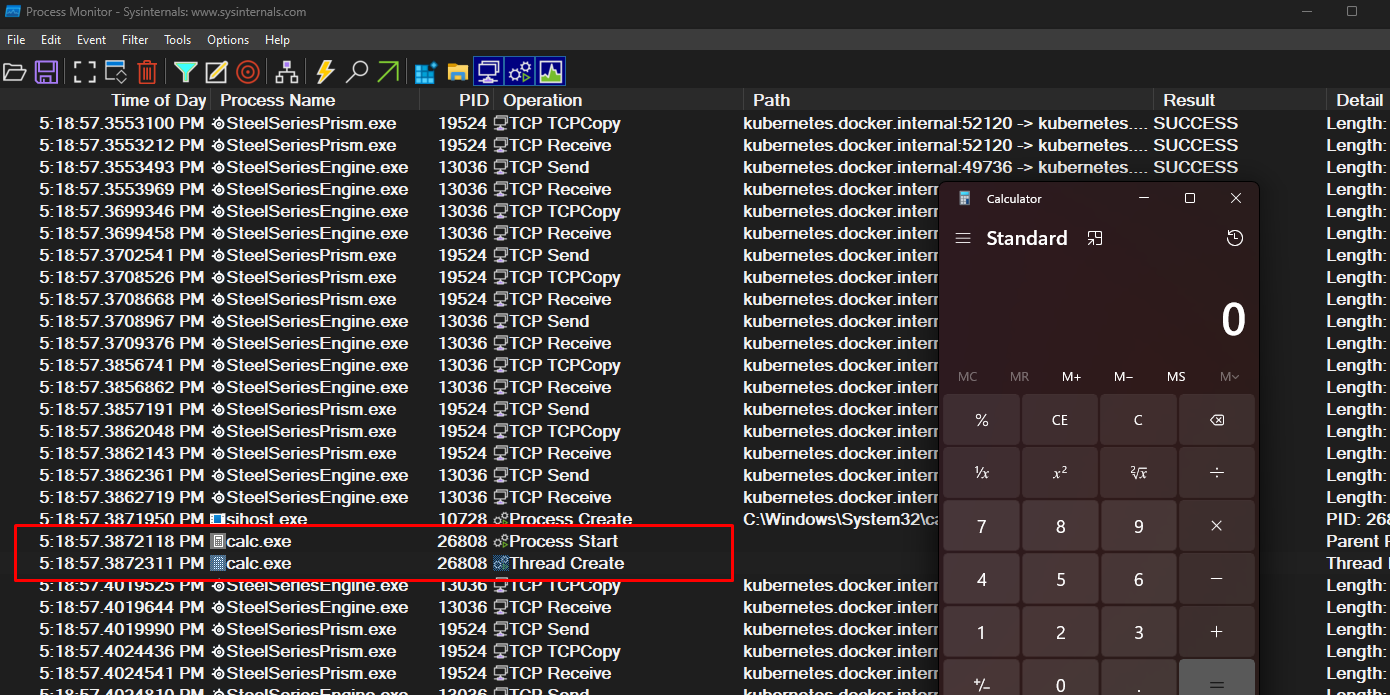 Process Monitor - Sysinternals: www.sysinternals.com
File Edit Event Filter Tools Options Help
Time of Day Process Name PID Operation Path Result Detail
5:18:57.3553100 PM SteelSeriesPrism.exe 19524 TCP TCPCopy kubernetes.docker.internal:52120 -> kubernetes.... SUCCESS Length:
5:18:57.3553212 PM SteelSeriesPrism.exe 19524 TCP Receive kubernetes.docker.internal:52120 -> kubernetes.... SUCCESS Length:
5:18:57.3553493 PM SteelSeriesEngine.exe 13036 TCP Send kubernetes.docker.internal:49736 -> kubernetes.... SUCCESS Length:
5:18:57.3553969 PM SteelSeriesEngine.exe 13036 TCP Receive kubernetes.docker.intern Length:
5:18:57.3699346 PM SteelSeriesEngine.exe 13036 TCP TCPCopy kubernetes.docker.intern Length:
5:18:57.3699458 PM SteelSeriesEngine.exe 13036 TCP Receive kubernetes.docker.intern Length:
5:18:57.3702541 PM SteelSeriesPrism.exe 19524 TCP Send kubernetes.docker.intern Length:
5:18:57.3708526 PM SteelSeriesPrism.exe 19524 TCP TCPCopy kubernetes.docker.intern Length:
5:18:57.3708668 PM SteelSeriesPrism.exe 19524 TCP Receive kubernetes.docker.intern Length:
5:18:57.3708967 PM SteelSeriesEngine.exe 13036 TCP Send kubernetes.docker.intern Length:
5:18:57.3709376 PM SteelSeriesEngine.exe 13036 TCP Receive kubernetes.docker.intern Length:
5:18:57.3856741 PM SteelSeriesEngine.exe 13036 TCP TCPCopy kubernetes.docker.intern Length:
5:18:57.3856862 PM SteelSeriesEngine.exe 13036 TCP Receive kubernetes.docker.intern Length:
5:18:57.3857191 PM SteelSeriesPrism.exe 19524 TCP Send kubernetes.docker.intern Length:
5:18:57.3862048 PM SteelSeriesPrism.exe 19524 TCP TCPCopy kubernetes.docker.intern Length:
5:18:57.3862143 PM SteelSeriesPrism.exe 19524 TCP Receive kubernetes.docker.intern Length:
5:18:57.3862361 PM SteelSeriesEngine.exe 13036 TCP Send kubernetes.docker.intern Length:
5:18:57.3862719 PM SteelSeriesEngine.exe 13036 TCP Receive kubernetes.docker.intern Length:
5:18:57.3871950 PM sihost.exe 10728 Process Create C:\Windows\System32\ca PID: 268
5:18:57.3872118 PM calc.exe 26808 Process Start Parent P
5:18:57.3872311 PM calc.exe 26808 Thread Create Thread
5:18:57.4019525 PM SteelSeriesEngine.exe 13036 TCP TCPCopy kubernetes.docker.intern Length:
5:18:57.4019644 PM SteelSeriesEngine.exe 13036 TCP Receive kubernetes.docker.intern Length:
5:18:57.4019990 PM SteelSeriesPrism.exe 19524 TCP Send kubernetes.docker.intern Length:
5:18:57.4024436 PM SteelSeriesPrism.exe 19524 TCP TCPCopy kubernetes.docker.intern Length:
5:18:57.4024541 PM SteelSeriesPrism.exe 19524 TCP Receive kubernetes.docker.intern Length:
5:18:57.4024810 PM SteelSeriesEngine.exe 13036 TCP Send kubernetes.docker.intern Length:
Calculator
Standard
0
MC MR M+ M− MS M
% CE C
¹/x x² ²√x ÷
7 8 9 ×
4 5 6 −
1 2 3 +
+/− 0 . =